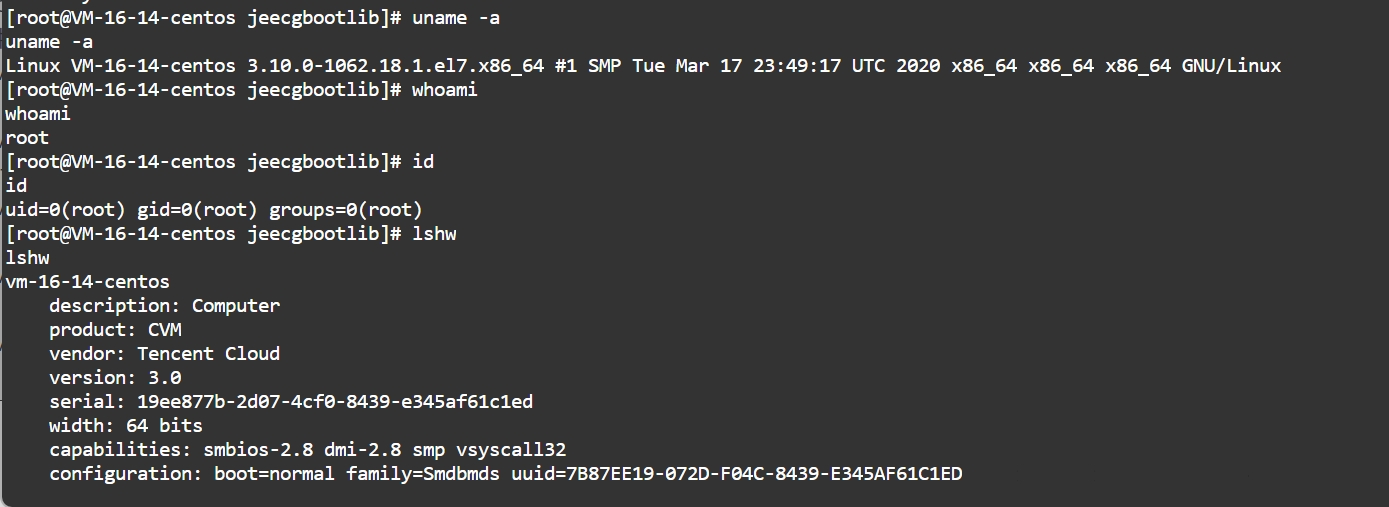 [root@VM-16-14-centos jeecgbootlib]# uname -a
uname -a
Linux VM-16-14-centos 3.10.0-1062.18.1.el7.x86_64 #1 SMP Tue Mar 17 23:49:17 UTC 2020 x86_64 x86_64 x86_64 GNU/Linux
[root@VM-16-14-centos jeecgbootlib]# whoami
whoami
root
[root@VM-16-14-centos jeecgbootlib]# id
id
uid=0(root) gid=0(root) groups=0(root)
[root@VM-16-14-centos jeecgbootlib]# lshw
lshw
vm-16-14-centos
    description: Computer
    product: CVM
    vendor: Tencent Cloud
    version: 3.0
    serial: 19ee877b-2d07-4cf0-8439-e345af61c1ed
    width: 64 bits
    capabilities: smbios-2.8 dmi-2.8 smp vsyscall32
    configuration: boot=normal family=Smdbmds uuid=7B87EE19-072D-F04C-8439-E345AF61C1ED